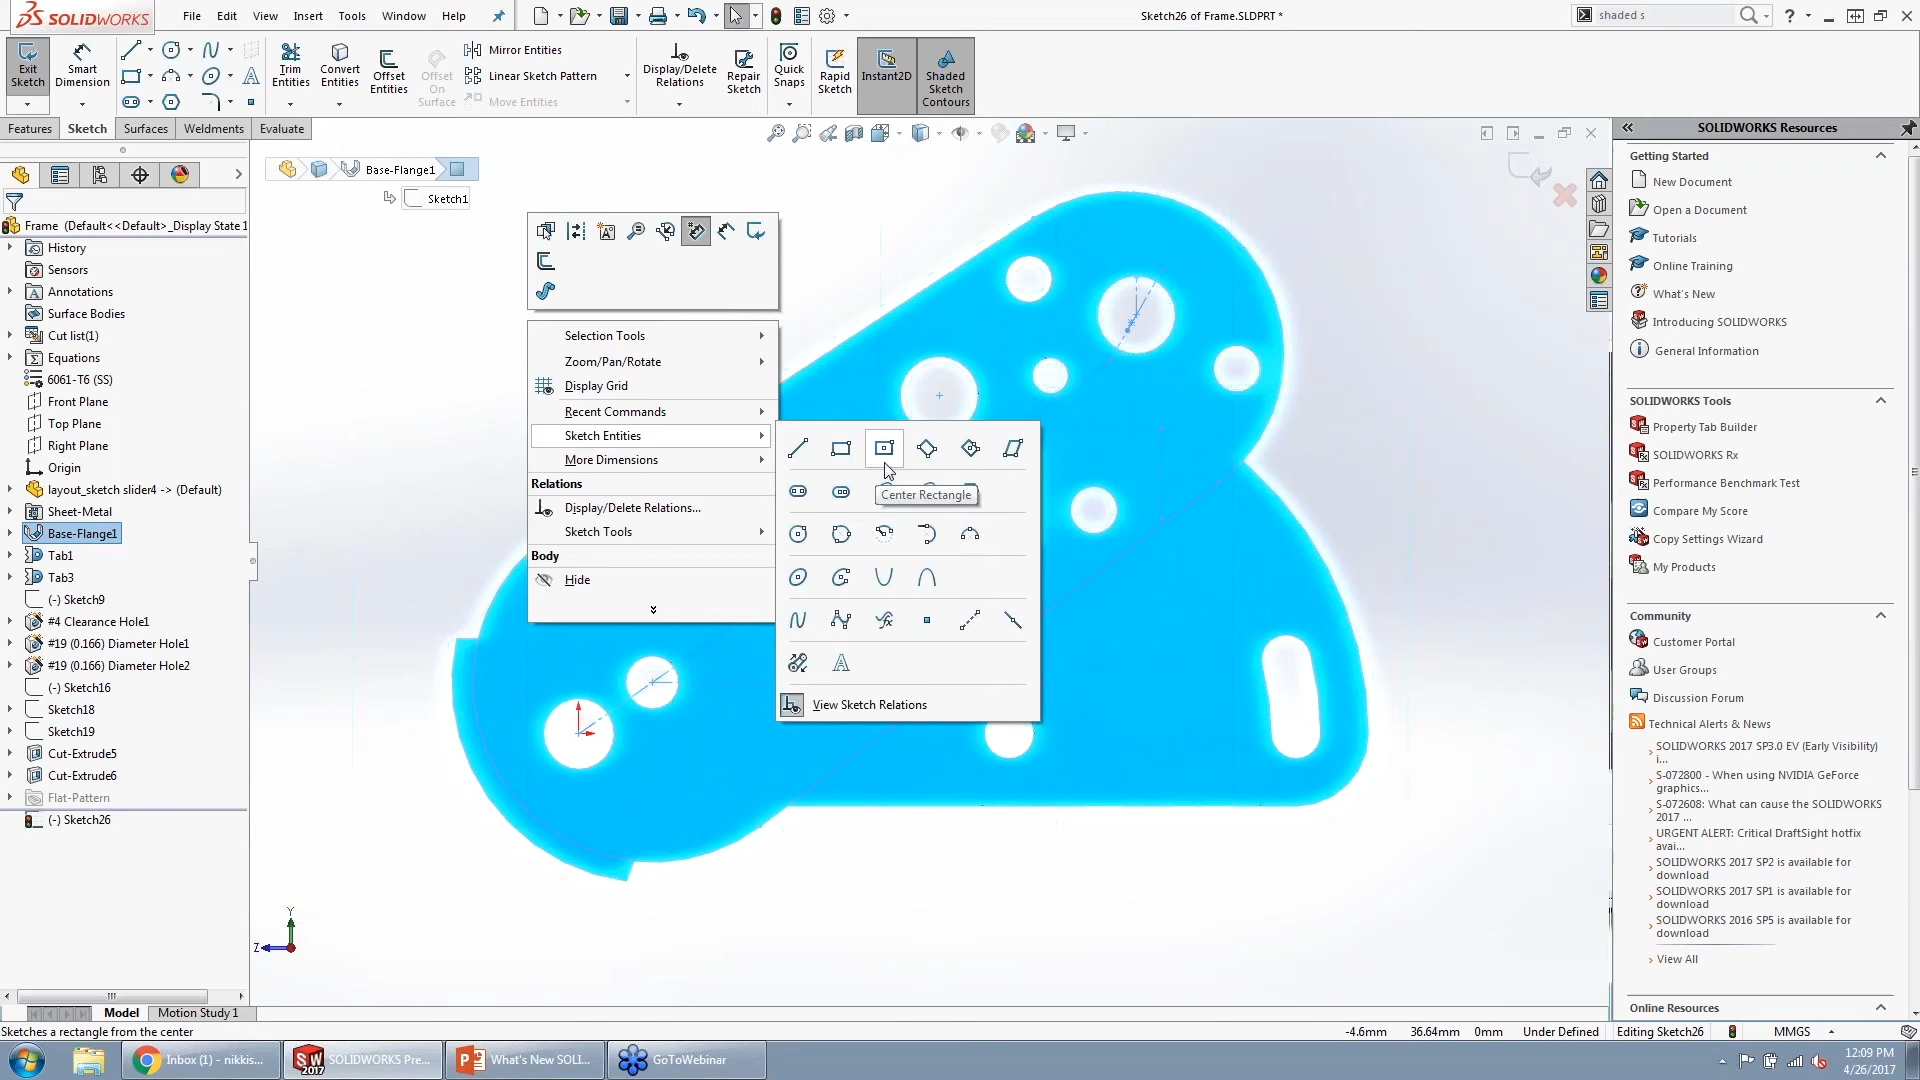 SOLIDWORKS
File Edit View Insert Tools Window Help
Sketch26 of Frame.SLDPRT *
shaded s
Exit Sketch
Smart Dimension
Trim Entities
Convert Entities
Offset Entities
Offset On Surface
Mirror Entities
Linear Sketch Pattern
Move Entities
Display/Delete Relations
Repair Sketch
Quick Snaps
Rapid Sketch
Instant2D
Shaded Sketch Contours
Features Sketch Surfaces Weldments Evaluate
Base-Flange1
Sketch1
Frame (Default<<Default>_Display State 1
History
Sensors
Annotations
Surface Bodies
Cut list(1)
Equations
6061-T6 (SS)
Front Plane
Top Plane
Right Plane
Origin
layout_sketch slider4 -> (Default)
Sheet-Metal
Base-Flange1
Tab1
Tab3
(-) Sketch9
#4 Clearance Hole1
#19 (0.166) Diameter Hole1
#19 (0.166) Diameter Hole2
(-) Sketch16
Sketch18
Sketch19
Cut-Extrude5
Cut-Extrude6
Flat-Pattern
(-) Sketch26
Selection Tools
Zoom/Pan/Rotate
Display Grid
Recent Commands
Sketch Entities
More Dimensions
Relations
Display/Delete Relations...
Sketch Tools
Body
Hide
Center Rectangle
View Sketch Relations
Y
Z
SOLIDWORKS Resources
Getting Started
New Document
Open a Document
Tutorials
Online Training
What's New
Introducing SOLIDWORKS
General Information
SOLIDWORKS Tools
Property Tab Builder
SOLIDWORKS Rx
Performance Benchmark Test
Compare My Score
Copy Settings Wizard
My Products
Community
Customer Portal
User Groups
Discussion Forum
Technical Alerts & News
SOLIDWORKS 2017 SP3.0 EV (Early Visibility)
i...
S-072800 - When using NVIDIA GeForce
graphics...
S-072608: What can cause the SOLIDWORKS
2017 ...
URGENT ALERT: Critical DraftSight hotfix
avai...
SOLIDWORKS 2017 SP2 is available for
download
SOLIDWORKS 2017 SP1 is available for
download
SOLIDWORKS 2016 SP5 is available for
download
View All
Online Resources
Model Motion Study 1
Sketches a rectangle from the center
-4.6mm 36.64mm 0mm Under Defined Editing Sketch26 MMGS
Inbox (1) - nikkis...
SOLIDWORKS Pre...
What's New SOLI...
GoToWebinar
12:09 PM
4/26/2017